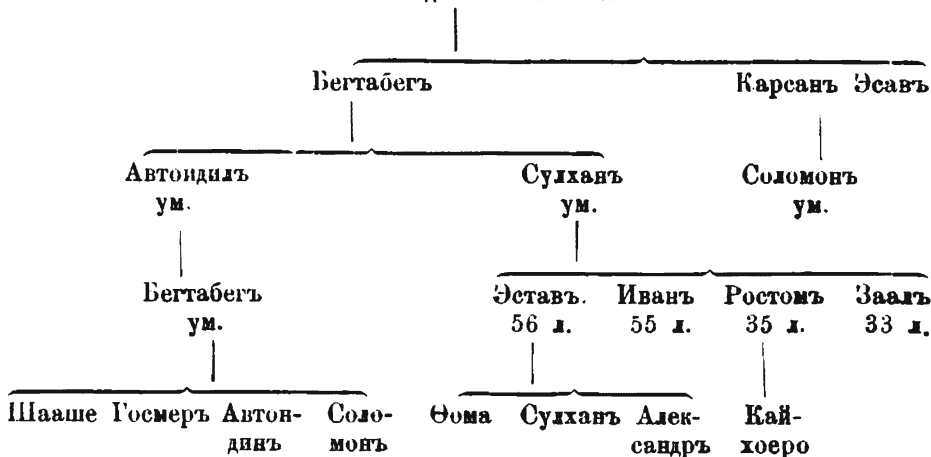 Бегтабегъ Карсанъ Эсавъ
Автондилъ Сулханъ Соломонъ
ум. ум. ум.
Бегтабегъ Эставъ. Иванъ Ростомъ Заалъ
ум. 56 л. 55 л. 35 л. 33 л.
Шааше Госмеръ Автон- Соло- Ѳома Сулханъ Алек- Кай-
динъ монъ сандръ хоеро